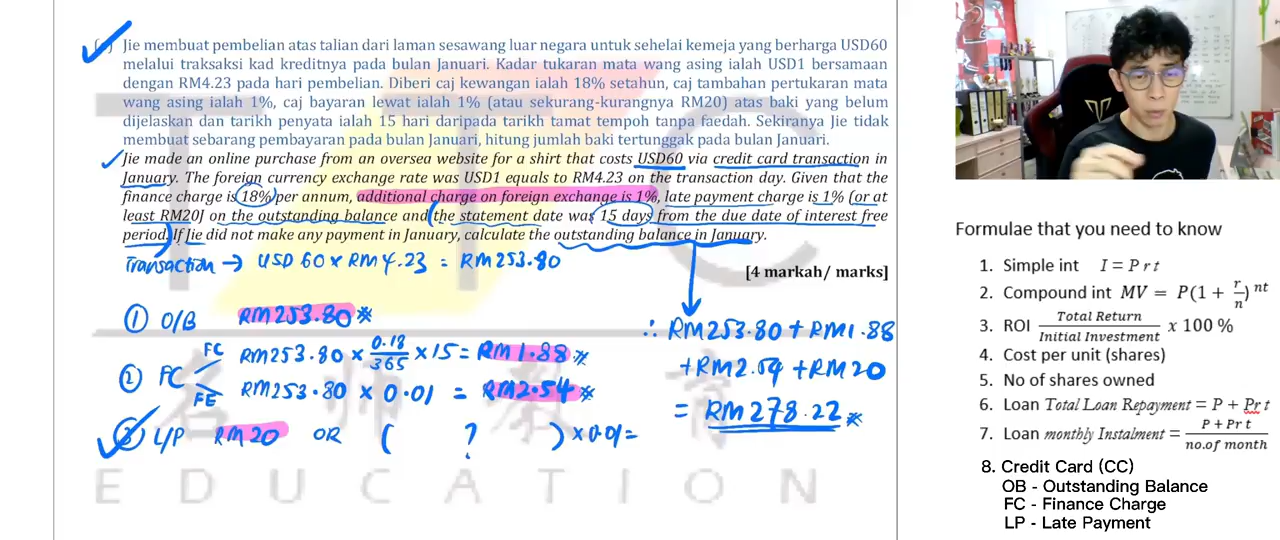 Jie membuat pembelian atas talian dari laman sesawang luar negara untuk sehelai kemeja yang berharga USD60
melalui traksaksi kad kreditnya pada bulan Januari. Kadar tukaran mata wang asing ialah USD1 bersamaan
dengan RM4.23 pada hari pembelian. Diberi caj kewangan ialah 18% setahun, caj tambahan pertukaran mata
wang asing ialah 1%, caj bayaran lewat ialah 1% (atau sekurang-kurangnya RM20) atas baki yang belum
dijelaskan dan tarikh penyata ialah 15 hari daripada tarikh tamat tempoh tanpa faedah. Sekiranya Jie tidak
membuat sebarang pembayaran pada bulan Januari, hitung jumlah baki tertunggak pada bulan Januari.
Jie made an online purchase from an oversea website for a shirt that costs USD60 via credit card transaction in
January. The foreign currency exchange rate was USD1 equals to RM4.23 on the transaction day. Given that the
finance charge is 18% per annum, additional charge on foreign exchange is 1%, late payment charge is 1% (or at
least RM20) on the outstanding balance and the statement date was 15 days from the due date of interest free
period. If Jie did not make any payment in January, calculate the outstanding balance in January.
Transaction → USD 60 × RM4.23 = RM253.80
[4 markah/ marks]
① O/B RM253.80*
② FC
FC RM253.80 × 0.18/365 × 15 = RM1.88*
FE RM253.80 × 0.01 = RM2.54*
③ L/P RM20 OR ( ? ) × 0.01 =
∴ RM253.80 + RM1.88
+ RM2.54 + RM20
= RM278.22*
名 师 教 育
EDUCATION
Formulae that you need to know
1. Simple int I = P r t
2. Compound int MV = P(1 + r/n) nt
3. ROI Total Return / Initial Investment x 100 %
4. Cost per unit (shares)
5. No of shares owned
6. Loan Total Loan Repayment = P + Pr t
7. Loan monthly Instalment = P + Pr t / no.of month
8. Credit Card (CC)
OB - Outstanding Balance
FC - Finance Charge
LP - Late Payment